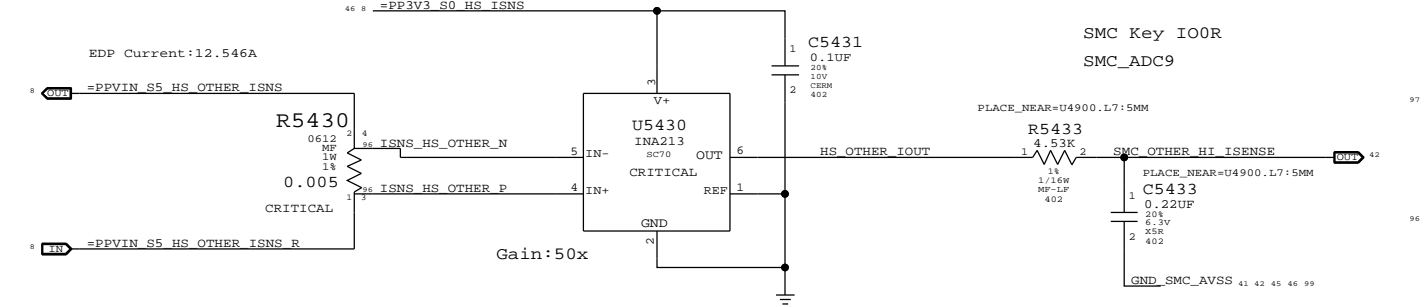 46 8 =PP3V3_S0_HS_ISNS
SMC Key IO0R
SMC_ADC9
EDP Current:12.546A
1
C5431
0.1UF
20%
10V
CERM
402
2
8 OUT =PPVIN_S5_HS_OTHER_ISNS
3
V+
97
PLACE_NEAR=U4900.L7:5MM
R5430
0612
MF
1W
1%
0.005
CRITICAL
2 4
96 ISNS_HS_OTHER_N
96 ISNS_HS_OTHER_P
1 3
U5430
INA213
SC70
CRITICAL
5 IN-
4 IN+
OUT 6
REF 1
GND
2
HS_OTHER_IOUT
R5433
4.53K
1 2
1%
1/16W
MF-LF
402
SMC_OTHER_HI_ISENSE
OUT 42
PLACE_NEAR=U4900.L7:5MM
1
C5433
0.22UF
20%
6.3V
X5R
402
2
96
8 IN =PPVIN_S5_HS_OTHER_ISNS_R
Gain:50x
GND_SMC_AVSS 41 42 45 46 99